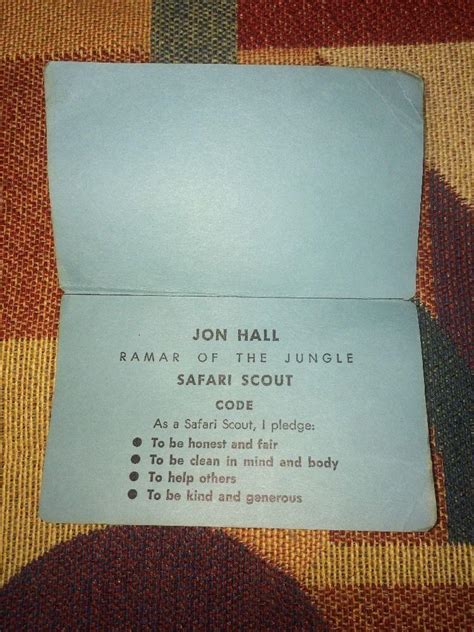 JON HALL
RAMAR OF THE JUNGLE
SAFARI SCOUT
CODE
As a Safari Scout, I pledge:
● To be honest and fair
● To be clean in mind and body
● To help others
● To be kind and generous